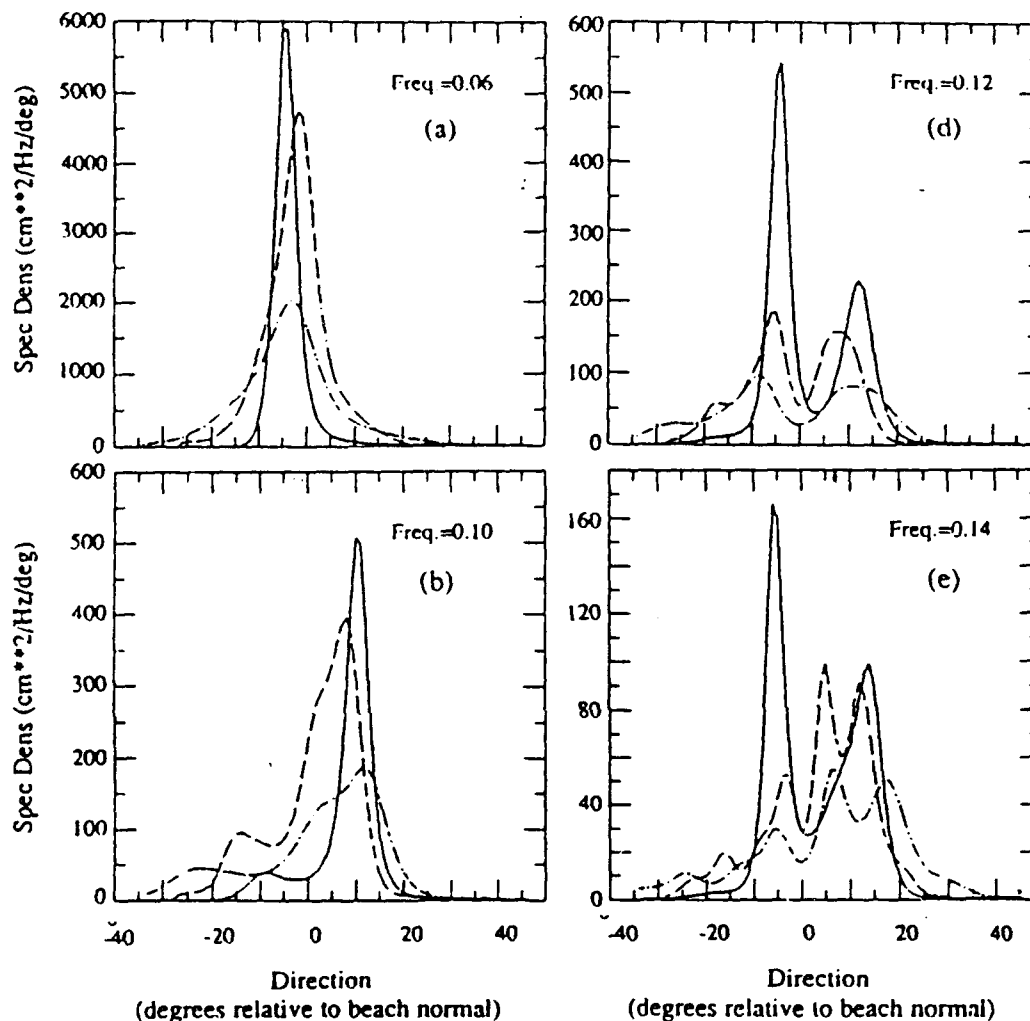 6000
5000
4000
3000
2000
1000
0
Spec Dens (cm**2/Hz/deg)
Freq.=0.06
(a)
600
500
400
300
200
100
0
Freq.=0.12
(d)
600
500
400
300
200
100
0
Spec Dens (cm**2/Hz/deg)
Freq.=0.10
(b)
-40
-20
0
20
40
Direction
(degrees relative to beach normal)
160
120
80
40
0
Freq.=0.14
(e)
-40
-20
0
20
40
Direction
(degrees relative to beach normal)